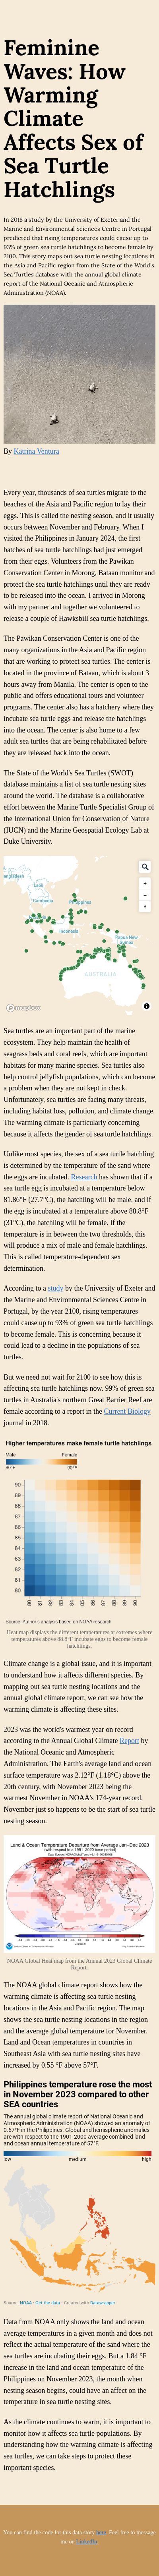 Feminine
Waves: How
Warming
Climate
Affects Sex of
Sea Turtle
Hatchlings
In 2018 a study by the University of Exeter and the
Marine and Environmental Sciences Centre in Portugal
predicted that rising temperatures could cause up to
93% of green sea turtle hatchlings to become female by
2100. This story maps out sea turtle nesting locations in
the Asia and Pacific region from the State of the World's
Sea Turtles database with the annual global climate
report of the National Oceanic and Atmospheric
Administration (NOAA).
By Katrina Ventura
Every year, thousands of sea turtles migrate to the
beaches of the Asia and Pacific region to lay their
eggs. This is called the nesting season, and it usually
occurs between November and February. When I
visited the Philippines in January 2024, the first
batches of sea turtle hatchlings had just emerged
from their eggs. Volunteers from the Pawikan
Conservation Center in Morong, Bataan monitor and
protect the sea turtle hatchlings until they are ready
to be released into the ocean. I arrived in Morong
to release a couple of Hawksbill sea turtle hatchlings.
The Pawikan Conservation Center is one of the
many organizations in the Asia and Pacific region
that are working to protect sea turtles. The center is
located in the province of Bataan, which is about 3
hours away from Manila. The center is open to the
public and offers educational tours and volunteer
programs. The center also has a hatchery where they
incubate sea turtle eggs and release the hatchlings
into the ocean. The center is also home to a few
adult sea turtles that are being rehabilitated before
they are released back into the ocean.
The State of the World's Sea Turtles (SWOT)
database maintains a list of sea turtle nesting sites
around the world. The database is a collaboration
effort between the Marine Turtle Specialist Group of
the International Union for Conservation of Nature
(IUCN) and the Marine Geospatial Ecology Lab at
Duke University.
Laos
Cambodia
Philippines
Indonesia
Papua New
Guinea
AUSTRALIA
mapbox
Sea turtles are an important part of the marine
ecosystem. They help maintain the health of
seagrass beds and coral reefs, which are important
habitats for many marine species. Sea turtles also
help control jellyfish populations, which can become
a problem when they are not kept in check.
Unfortunately, sea turtles are also facing many threats,
including habitat loss, pollution, and climate change.
The warming climate is particularly concerning
because it affects the gender of sea turtle hatchlings.
Unlike most species, the sex of a sea turtle hatchling
is determined by the temperature of the sand where
the eggs are incubated. Research has shown that if a
sea turtle egg is incubated at a temperature below
81.86°F (27.7°C), the hatchling will be male, and if
the egg is incubated at a temperature above 88.8°F
(31°C), the hatchling will be female. If the
temperature is in between the two thresholds, this
will produce a mix of male and female hatchlings.
This is called temperature-dependent sex
determination.
According to a study by the University of Exeter and
the Marine and Environmental Sciences Centre in
Portugal, by the year 2100, rising temperatures
could cause up to 93% of green sea turtle hatchlings
to become female. This is concerning because it
could lead to a decline in the populations of sea
turtles.
But we need not wait for 2100 to see how this is
affecting sea turtle hatchlings now. 99% of green sea
turtles in Australia's northern Great Barrier Reef are
female according to a report in the Current Biology
journal in 2018.
Higher temperatures make female turtle hatchlings
Male Female
80°F 90°F
90
89
88
87
86
85
84
83
82
81
80
80 81 82 83 84 85 86 87 88 89 90
Source: Author's analysis based on NOAA research
Heat map displays the different temperatures at extremes where
temperatures above 88.8°F incubate eggs to become female
hatchlings.
Climate change is a global issue, and it is important
to understand how it affects different species. By
mapping out sea turtle nesting locations and the
annual global climate report, we can see how the
warming climate is affecting these animals.
2023 was the world's warmest year on record
according to the Annual Global Climate Report by
the National Oceanic and Atmospheric
Administration. The Earth's average land and ocean
surface temperature was 2.12°F (1.18°C) above the
20th century, with November 2023 being the
warmest November in NOAA's 174-year record.
November just so happens to be the start of sea turtle
nesting season.
Land & Ocean Temperature Departure from Average Jan-Dec 2023
(with respect to a 1991-2020 base period)
NOAA Global Heat map from the Annual 2023 Global Climate
Report.
The NOAA global climate report shows how the
warming climate is affecting sea turtle nesting
locations in the Asia and Pacific region. The map
shows the sea turtle nesting locations in the region
and the average global temperature for November.
Land and Ocean temperatures in countries in
Southeast Asia with sea turtle nesting sites have
increased by 0.55 °F above 57°F.
Philippines temperature rose the most
in November 2023 compared to other
SEA countries
The annual global climate report of National Oceanic and
Atmospheric Administration (NOAA) showed an anomaly of
0.67°F in the Philippines. Global and hemispheric anomalies
are with respect to the 1901-2000 average combined land
and ocean annual temperature of 57°F.
low medium high
Source: NOAA • Get the data • Created with Datawrapper
Data from NOAA only shows the land and ocean
average temperatures in a given month and does not
reflect the actual temperature of the sand where the
sea turtles are incubating their eggs. But a 1.84 °F
increase in the land and ocean temperature of the
Philippines on November 2023, the month when
nesting season begins, could have an affect on the
temperature in sea turtle nesting sites.
As the climate continues to warm, it is important to
monitor how it affects sea turtle populations. By
understanding how the warming climate is affecting
sea turtles, we can take steps to protect these
important species.
You can find the code for this data story here. Feel free to message
me on LinkedIn.